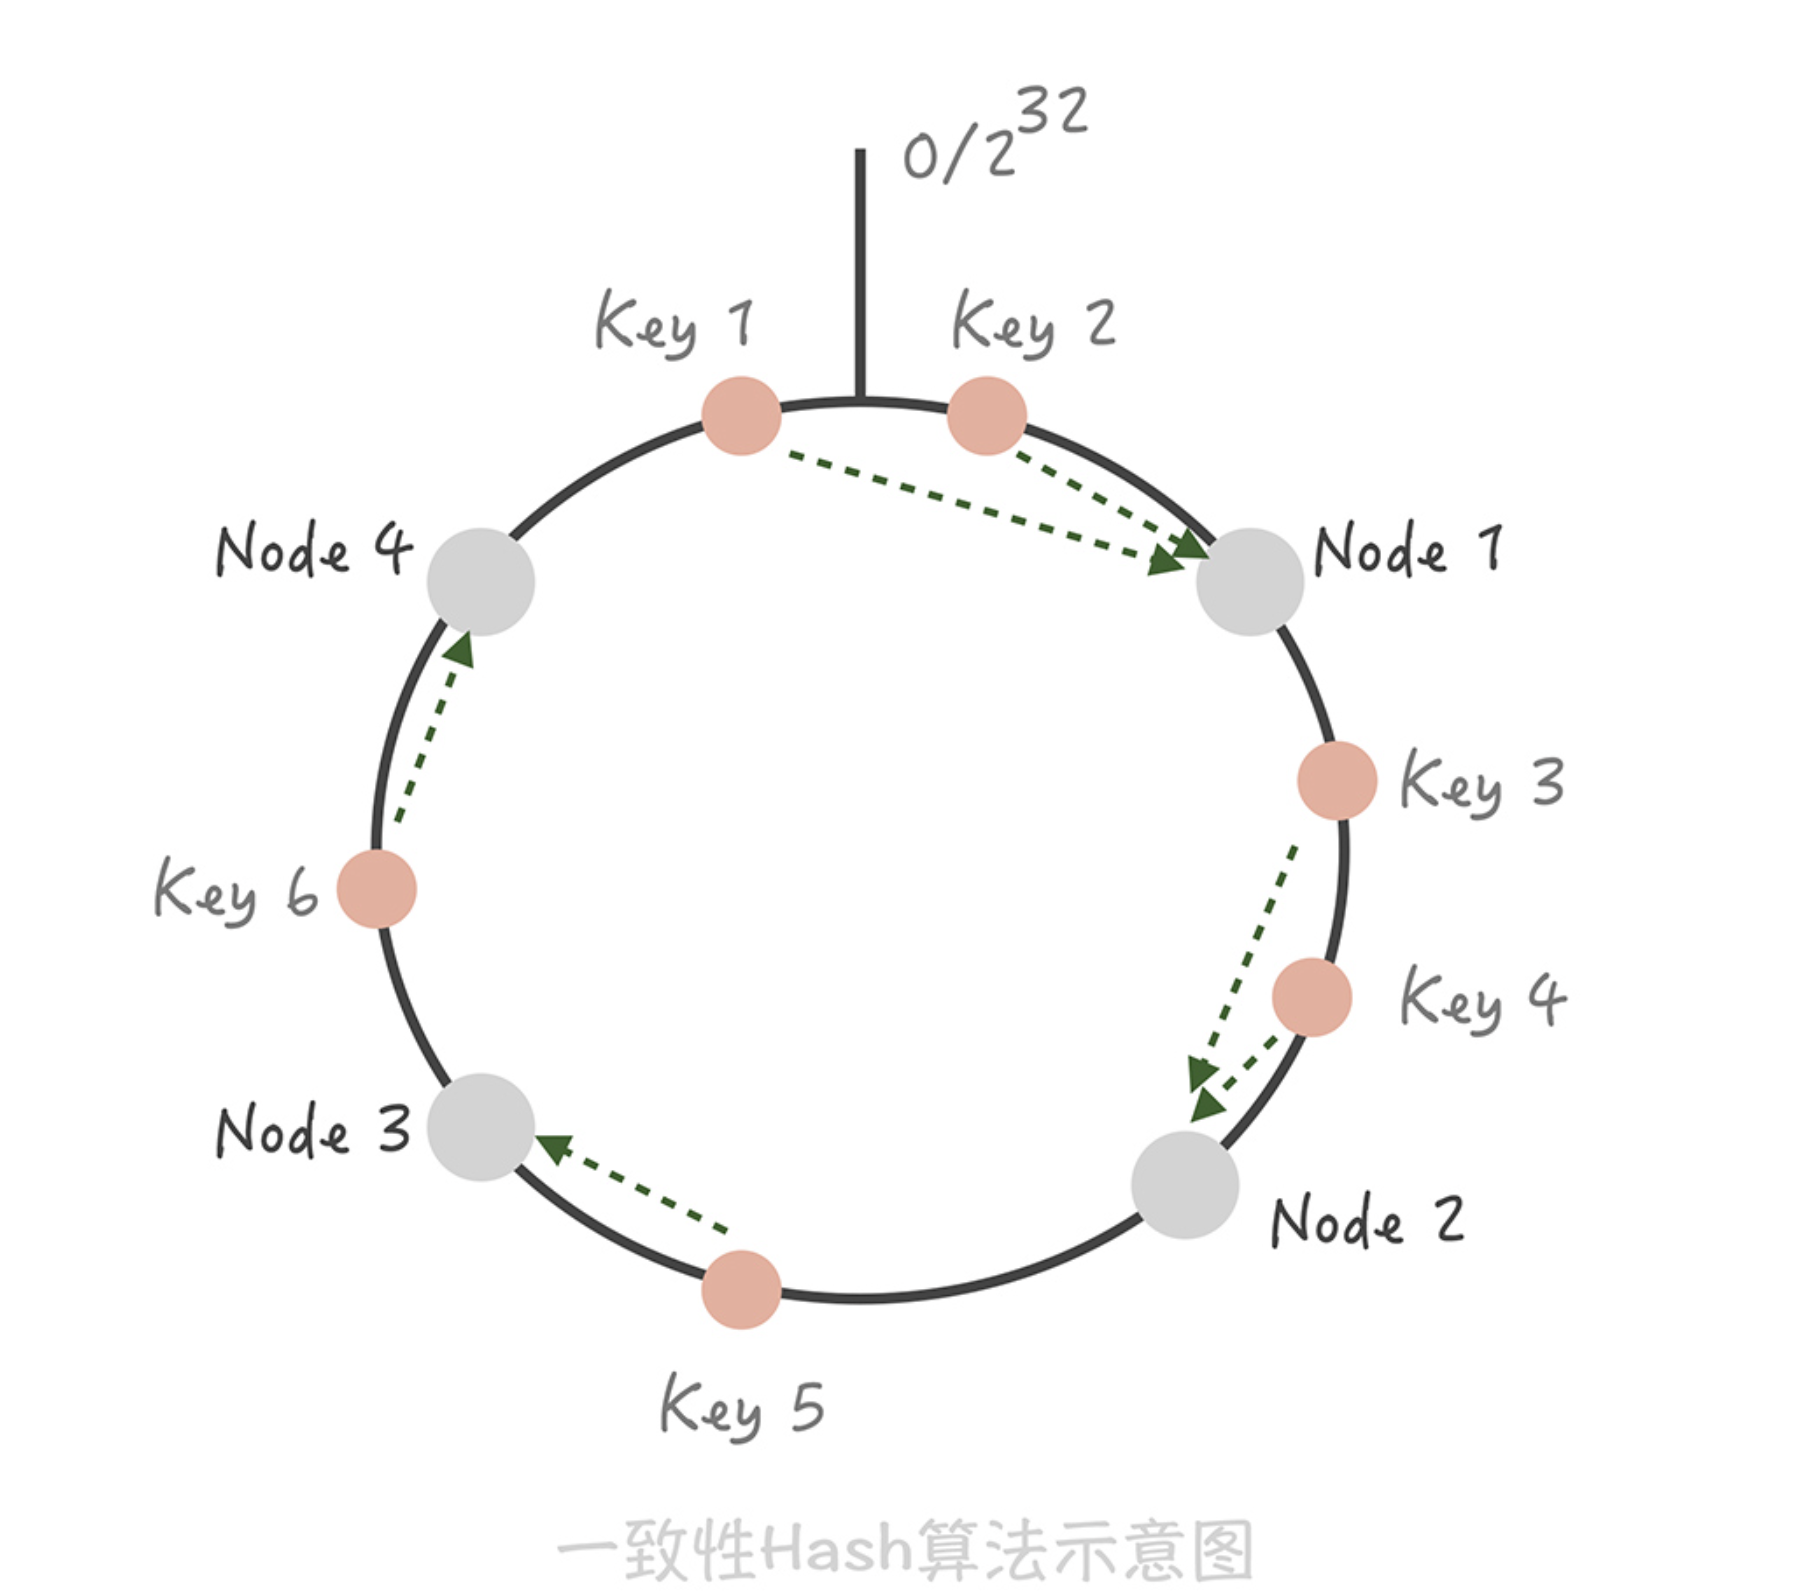 0/2^32
Key 1
Key 2
Node 4
Node 1
Key 3
Key 6
Key 4
Node 3
Node 2
Key 5
一致性Hash算法示意图